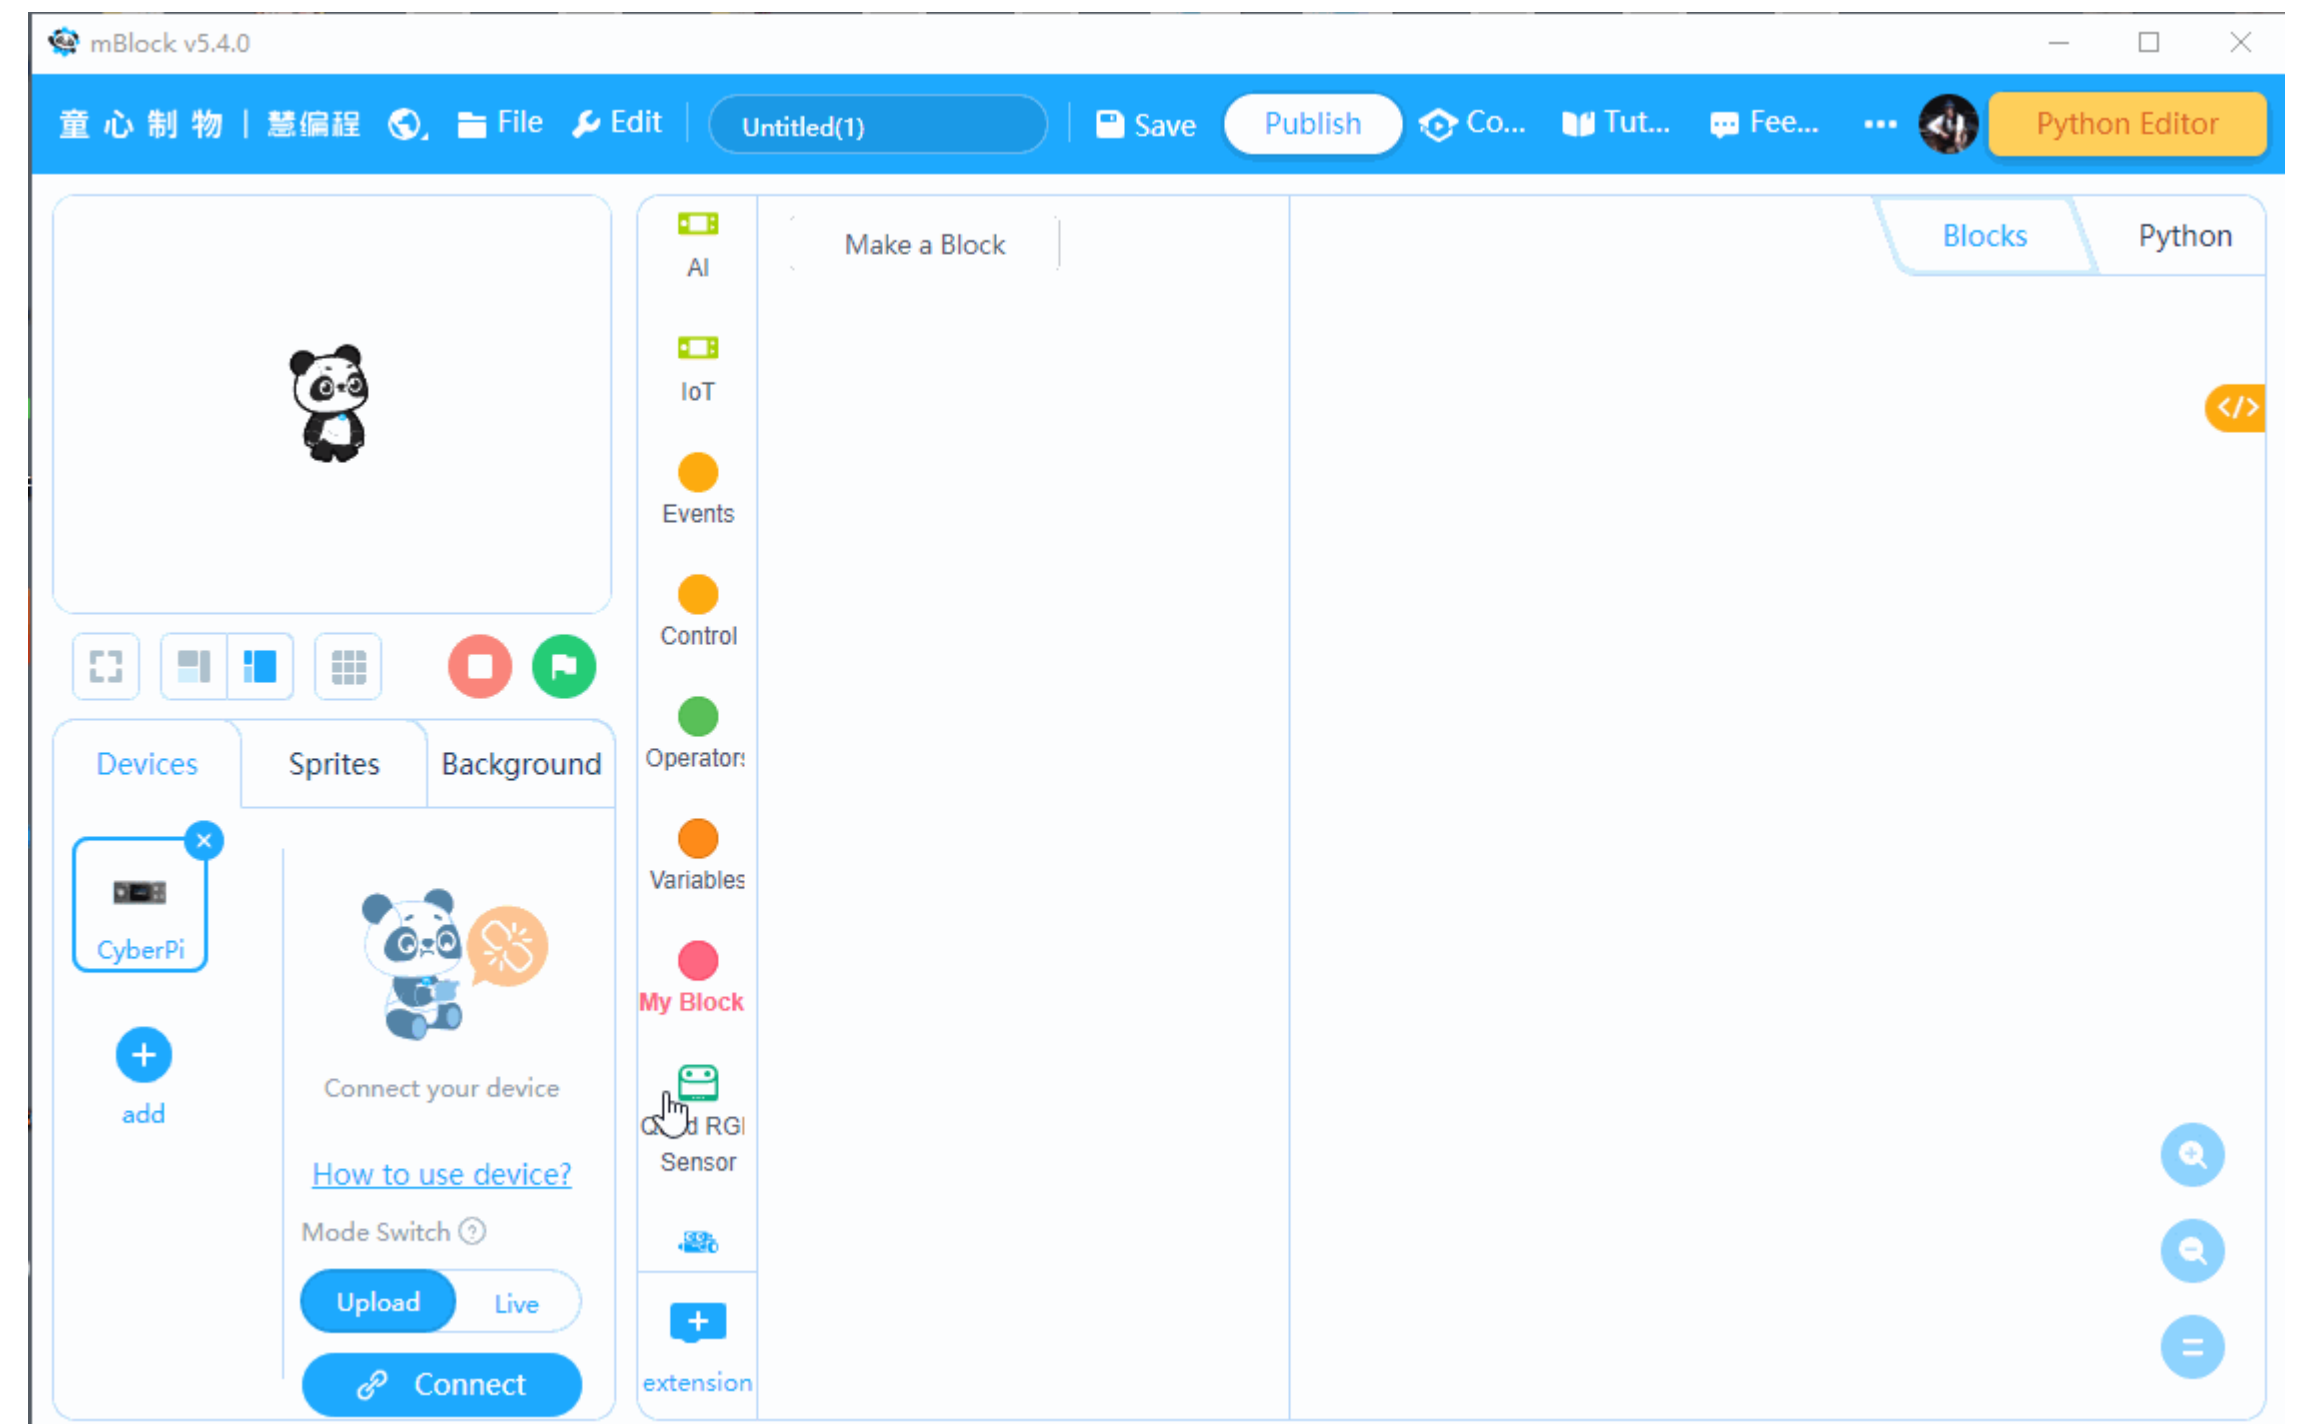 mBlock v5.4.0
童心制物 | 慧编程 File Edit Untitled(1) Save Publish Co... Tut... Fee... Python Editor
AI
Make a Block
Blocks
Python
IoT
</>
Events
Control
Operators
Devices
Sprites
Background
Variables
CyberPi
My Block
add
Connect your device
RGB
Sensor
How to use device?
Mode Switch
Upload
Live
Connect
extension